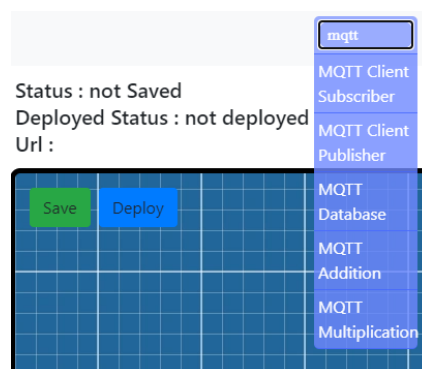 mqtt
MQTT Client
Subscriber
MQTT Client
Publisher
MQTT
Database
MQTT
Addition
MQTT
Multiplication
Status : not Saved
Deployed Status : not deployed
Url :
Save
Deploy